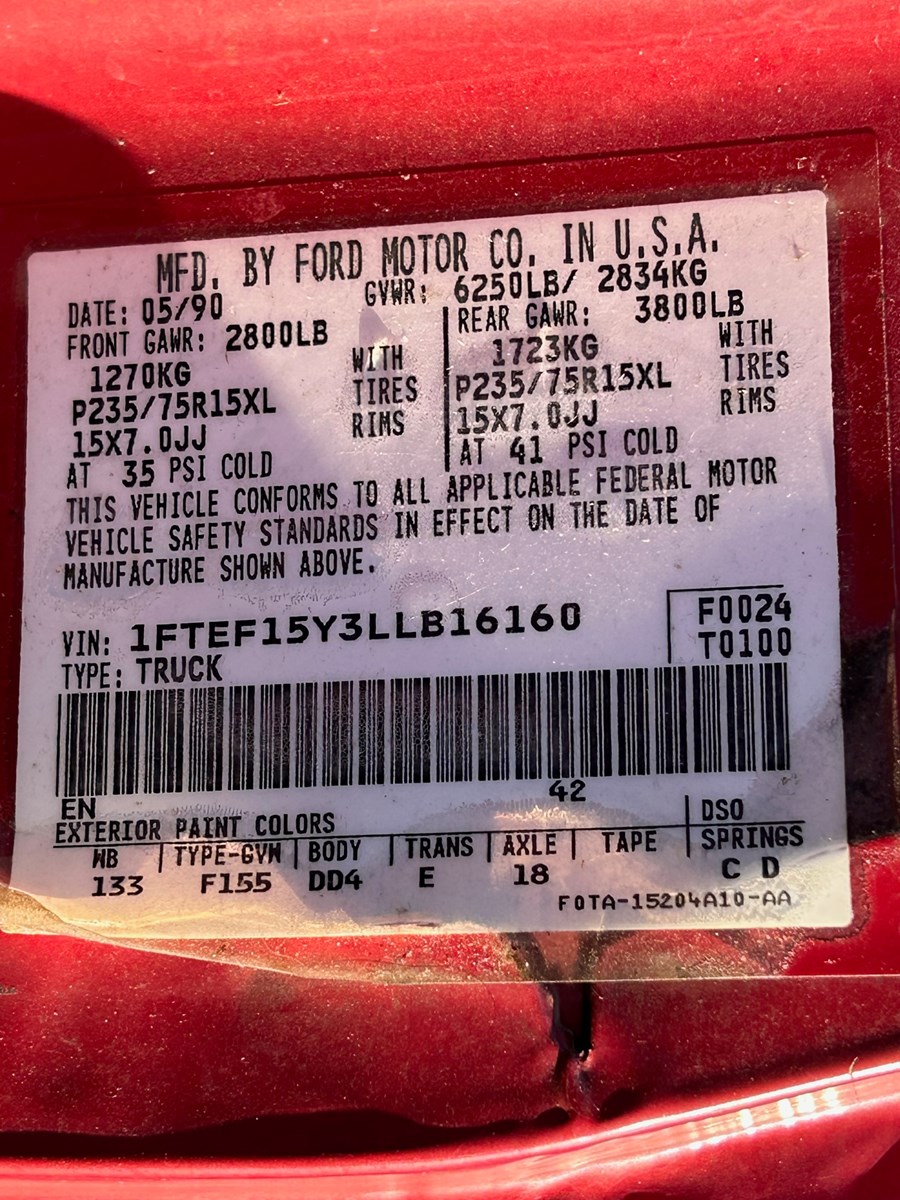 MFD. BY FORD MOTOR CO. IN U.S.A.
DATE: 05/90 GVWR: 6250LB/ 2834KG
FRONT GAWR: 2800LB
1270KG WITH
P235/75R15XL TIRES
15X7.0JJ RIMS
AT 35 PSI COLD
REAR GAWR: 3800LB
1723KG WITH
P235/75R15XL TIRES
15X7.0JJ RIMS
AT 41 PSI COLD
THIS VEHICLE CONFORMS TO ALL APPLICABLE FEDERAL MOTOR
VEHICLE SAFETY STANDARDS IN EFFECT ON THE DATE OF
MANUFACTURE SHOWN ABOVE.
VIN: 1FTEF15Y3LLB16160
TYPE: TRUCK
F0024
T0100
EN 42
EXTERIOR PAINT COLORS DSO
WB TYPE-GVW BODY TRANS AXLE TAPE SPRINGS
133 F155 DD4 E 18 C D
F0TA-15204A10-AA